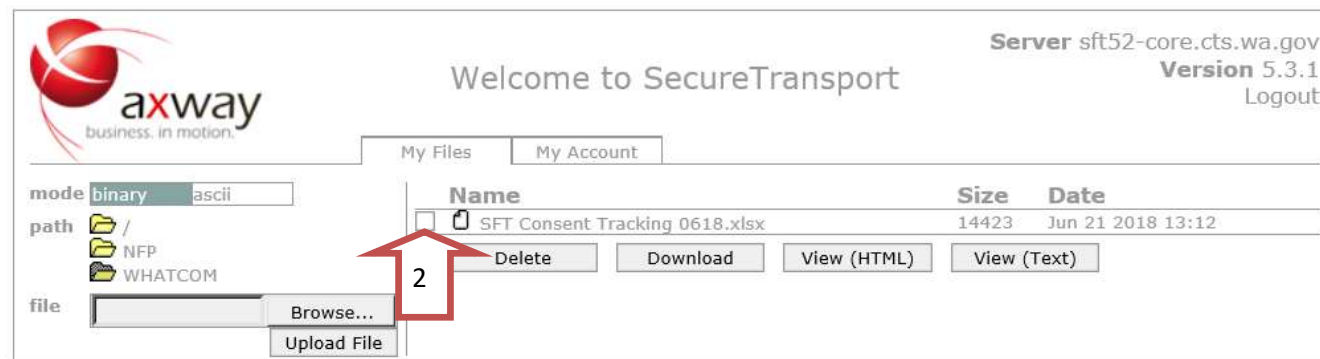 Server sft52-core.cts.wa.gov
Welcome to SecureTransport
Version 5.3.1
Logout
axway
business. in motion.
My Files My Account
mode binary ascii
Name Size Date
path /
SFT Consent Tracking 0618.xlsx 14423 Jun 21 2018 13:12
NFP
Delete Download View (HTML) View (Text)
WHATCOM
2
file Browse...
Upload File